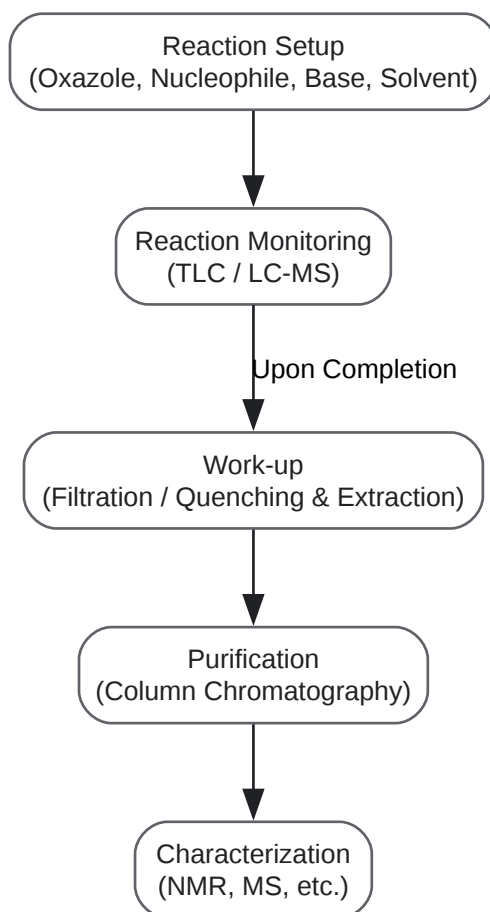 Reaction Setup
(Oxazole, Nucleophile, Base, Solvent)
Reaction Monitoring
(TLC / LC-MS)
Upon Completion
Work-up
(Filtration / Quenching & Extraction)
Purification
(Column Chromatography)
Characterization
(NMR, MS, etc.)